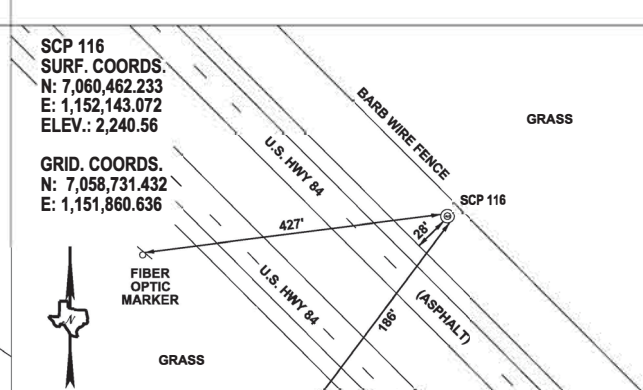 SCP 116
SURF. COORDS.
N: 7,060,462.233
E: 1,152,143.072
ELEV.: 2,240.56
GRID. COORDS.
N: 7,058,731.432
E: 1,151,860.636
BARB WIRE FENCE
GRASS
U.S. HWY 84
SCP 116
427'
28'
FIBER
OPTIC
MARKER
U.S. HWY 84
(ASPHALT)
186'
N
GRASS